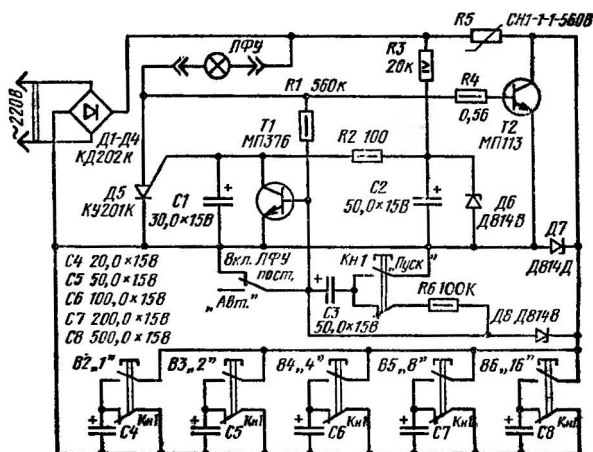 R5
СН1-1-1-560В
ЛФУ
R3
20к
~220В
Д1-Д4
КД202К
R1 560к
R4
0,56
Т1
МП37Б
R2 100
Т2
МП113
Д5
КУ201К
C1
30,0×15В
C2
50,0×15В
Д6
Д814В
Д7
Д814Д
C4 20,0×15В
C5 50,0×15В
C6 100,0×15В
C7 200,0×15В
C8 500,0×15В
Вкл. ЛФУ
пост.
„Авт."
Кн1
„Пуск"
C3
50,0×15В
R6 100К
Д8 Д814В
В2„1"
В3„2"
В4„4"
В5„8"
В6„16"
C4
Кн1
C5
Кн1
C6
Кн1
C7
Кн1
C8
Кн1